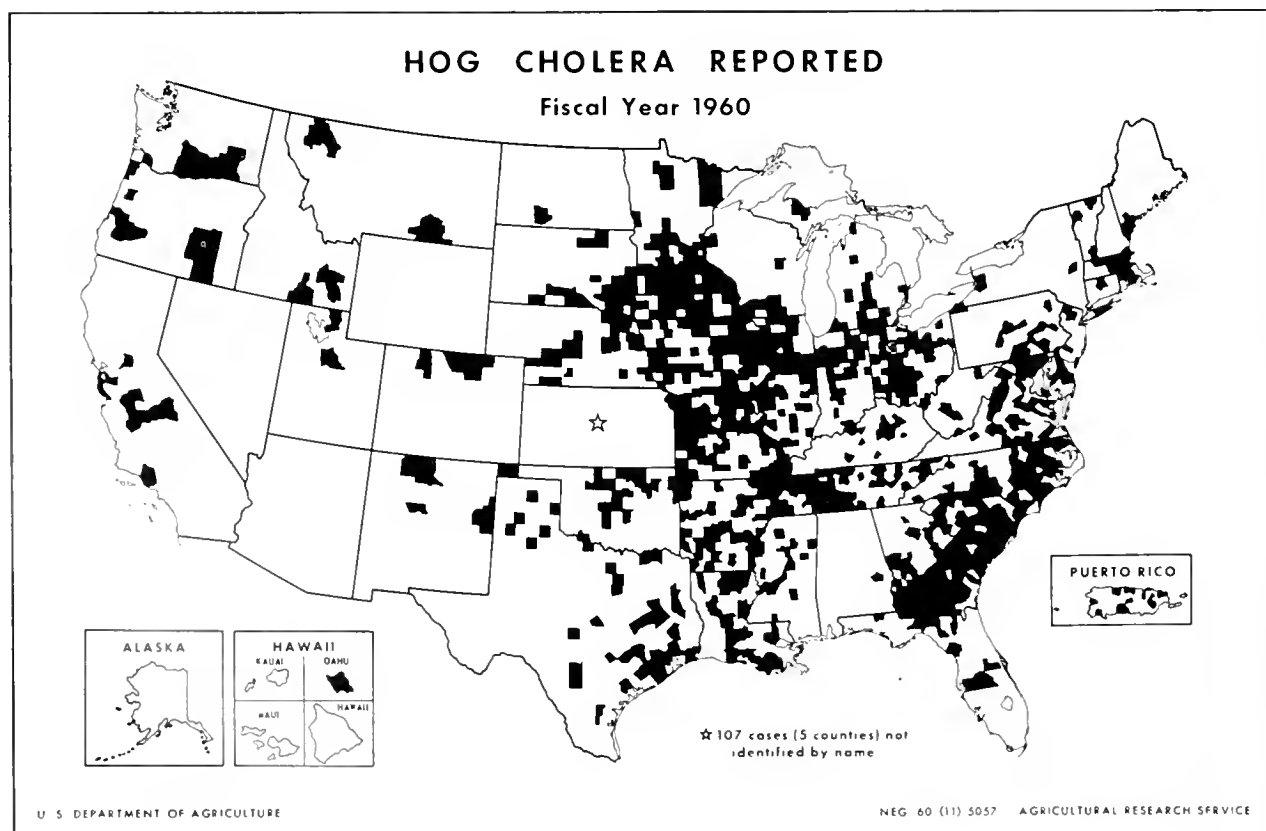 HOG CHOLERA REPORTED
Fiscal Year 1960
PUERTO RICO
ALASKA
HAWAII
KAUAI
OAHU
MAUI
HAWAII
☆ 107 cases (5 counties) not
identified by name
U. S. DEPARTMENT OF AGRICULTURE
NEG. 60 (11) 5057 AGRICULTURAL RESEARCH SERVICE